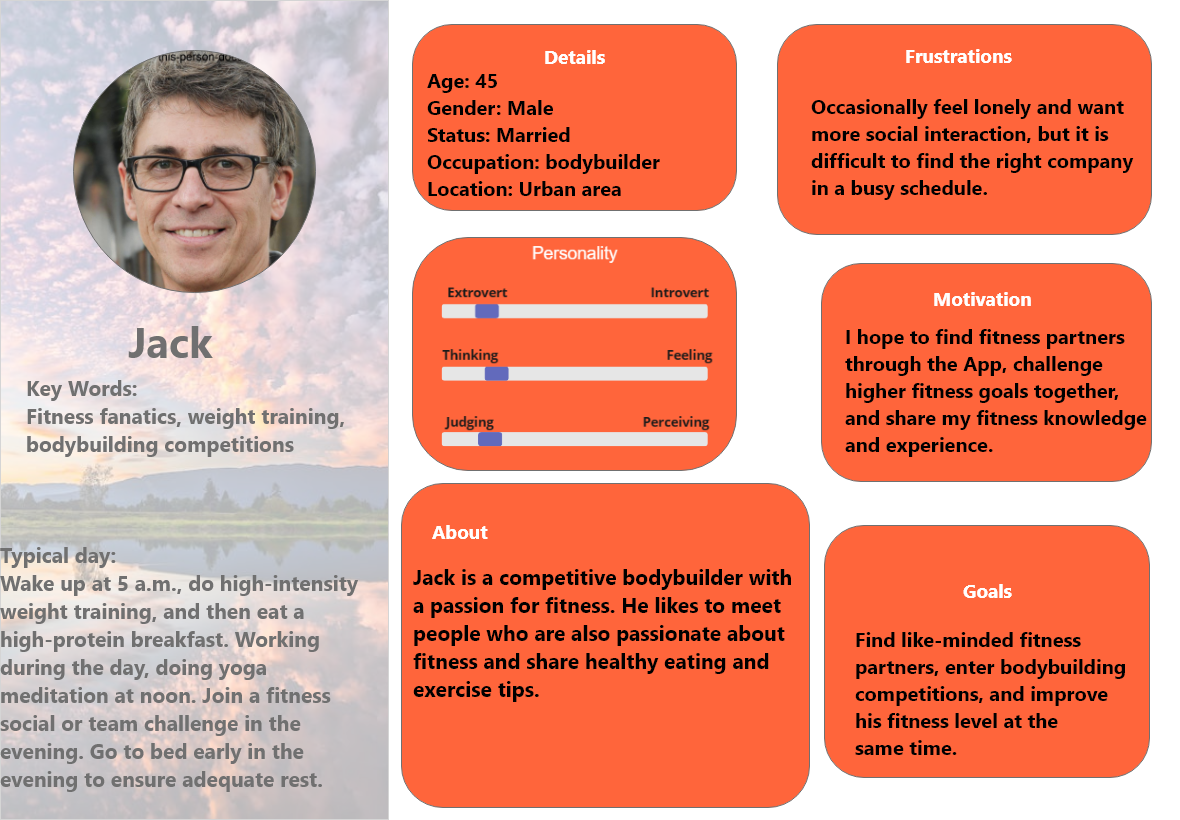 this-person-doe
Jack
Key Words:
Fitness fanatics, weight training,
bodybuilding competitions
Typical day:
Wake up at 5 a.m., do high-intensity
weight training, and then eat a
high-protein breakfast. Working
during the day, doing yoga
meditation at noon. Join a fitness
social or team challenge in the
evening. Go to bed early in the
evening to ensure adequate rest.
Details
Age: 45
Gender: Male
Status: Married
Occupation: bodybuilder
Location: Urban area
Personality
Extrovert Introvert
Thinking Feeling
Judging Perceiving
About
Jack is a competitive bodybuilder with
a passion for fitness. He likes to meet
people who are also passionate about
fitness and share healthy eating and
exercise tips.
Frustrations
Occasionally feel lonely and want
more social interaction, but it is
difficult to find the right company
in a busy schedule.
Motivation
I hope to find fitness partners
through the App, challenge
higher fitness goals together,
and share my fitness knowledge
and experience.
Goals
Find like-minded fitness
partners, enter bodybuilding
competitions, and improve
his fitness level at the
same time.